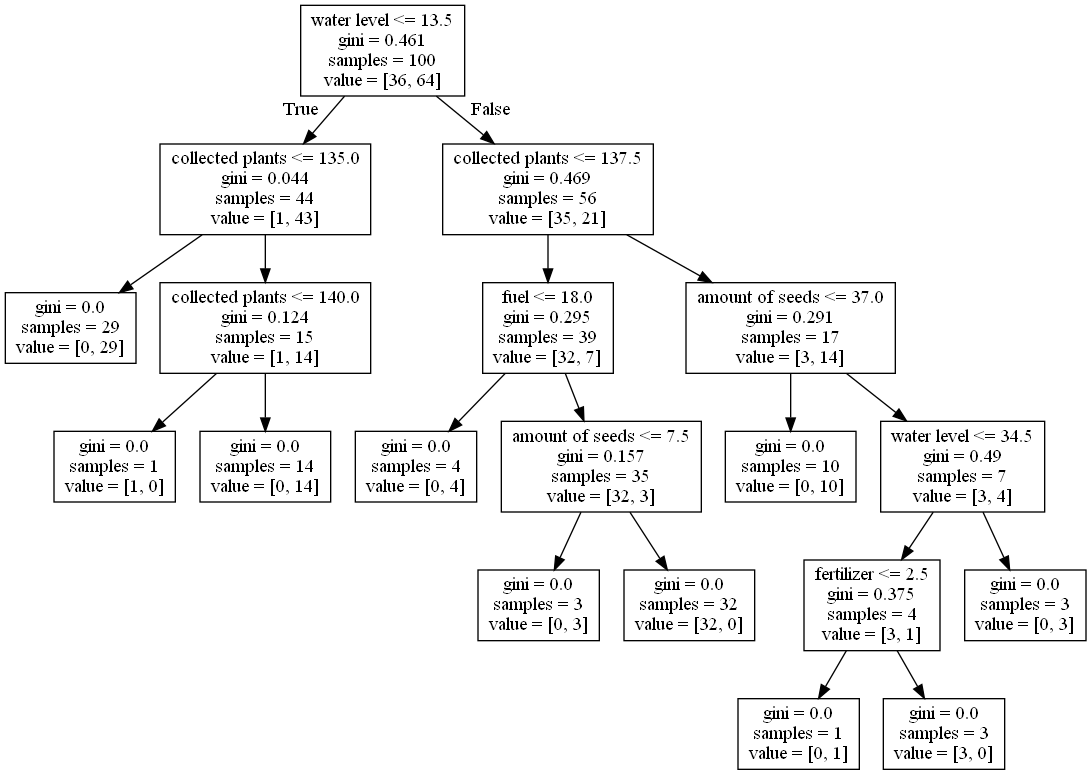 water level <= 13.5
gini = 0.461
samples = 100
value = [36, 64]
True
False
collected plants <= 135.0
gini = 0.044
samples = 44
value = [1, 43]
collected plants <= 137.5
gini = 0.469
samples = 56
value = [35, 21]
gini = 0.0
samples = 29
value = [0, 29]
collected plants <= 140.0
gini = 0.124
samples = 15
value = [1, 14]
fuel <= 18.0
gini = 0.295
samples = 39
value = [32, 7]
amount of seeds <= 37.0
gini = 0.291
samples = 17
value = [3, 14]
gini = 0.0
samples = 1
value = [1, 0]
gini = 0.0
samples = 14
value = [0, 14]
gini = 0.0
samples = 4
value = [0, 4]
amount of seeds <= 7.5
gini = 0.157
samples = 35
value = [32, 3]
gini = 0.0
samples = 10
value = [0, 10]
water level <= 34.5
gini = 0.49
samples = 7
value = [3, 4]
gini = 0.0
samples = 3
value = [0, 3]
gini = 0.0
samples = 32
value = [32, 0]
fertilizer <= 2.5
gini = 0.375
samples = 4
value = [3, 1]
gini = 0.0
samples = 3
value = [0, 3]
gini = 0.0
samples = 1
value = [0, 1]
gini = 0.0
samples = 3
value = [3, 0]